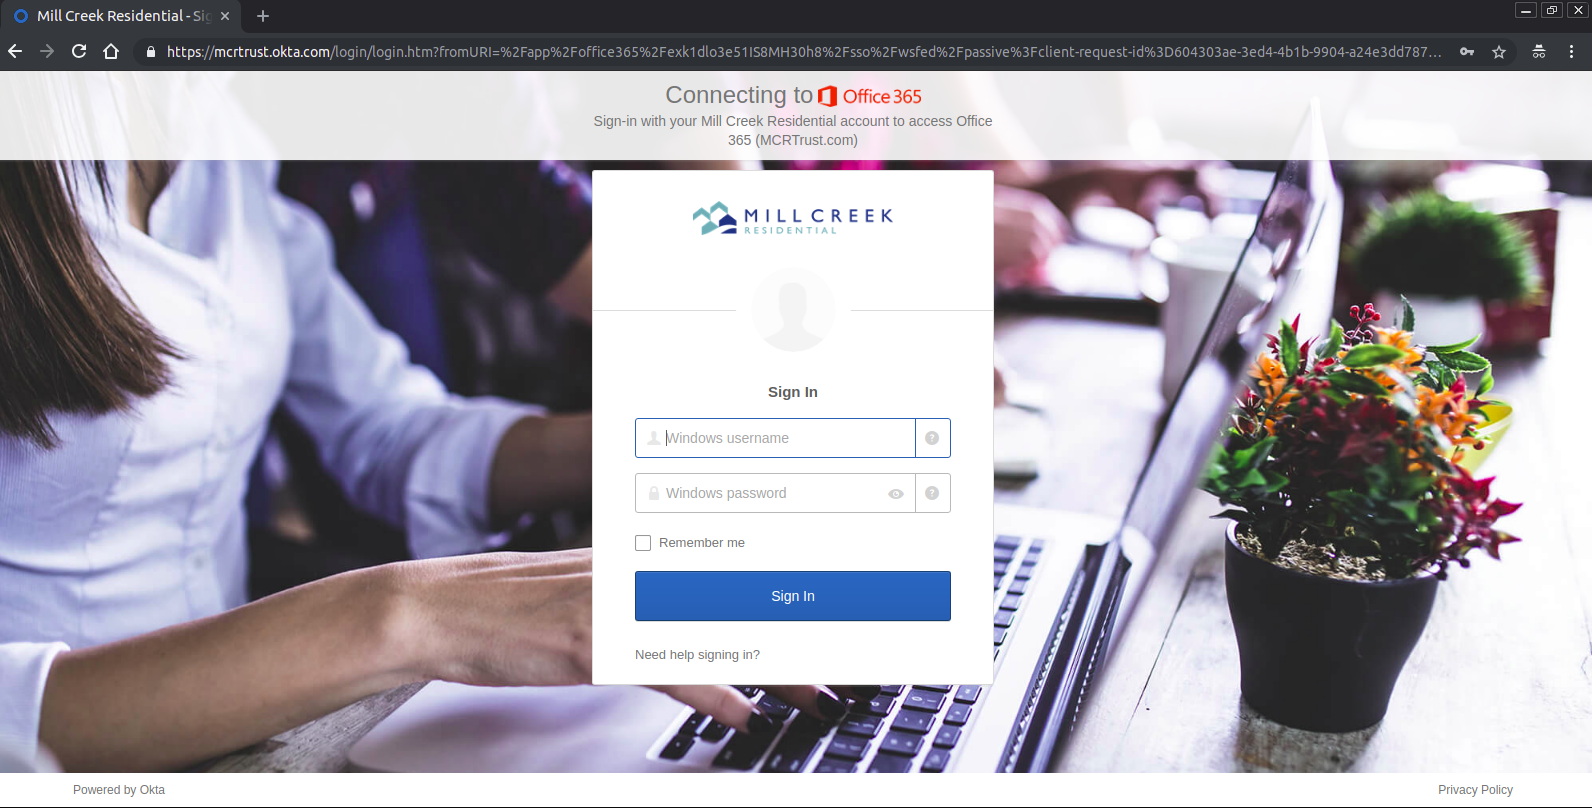 Mill Creek Residential - Sig
https://mcrtrust.okta.com/login/login.htm?fromURI=%2Fapp%2Foffice365%2Fexk1dlo3e51IS8MH30h8%2Fsso%2Fwsfed%2Fpassive%3Fclient-request-id%3D604303ae-3ed4-4b1b-9904-a24e3dd787...
Connecting to Office 365
Sign-in with your Mill Creek Residential account to access Office
365 (MCRTrust.com)
MILL CREEK
RESIDENTIAL
Sign In
Windows username
Windows password
Remember me
Sign In
Need help signing in?
Powered by Okta
Privacy Policy